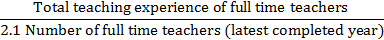 Total teaching experience of full time teachers
2.1 Number of full time teachers (latest completed year)